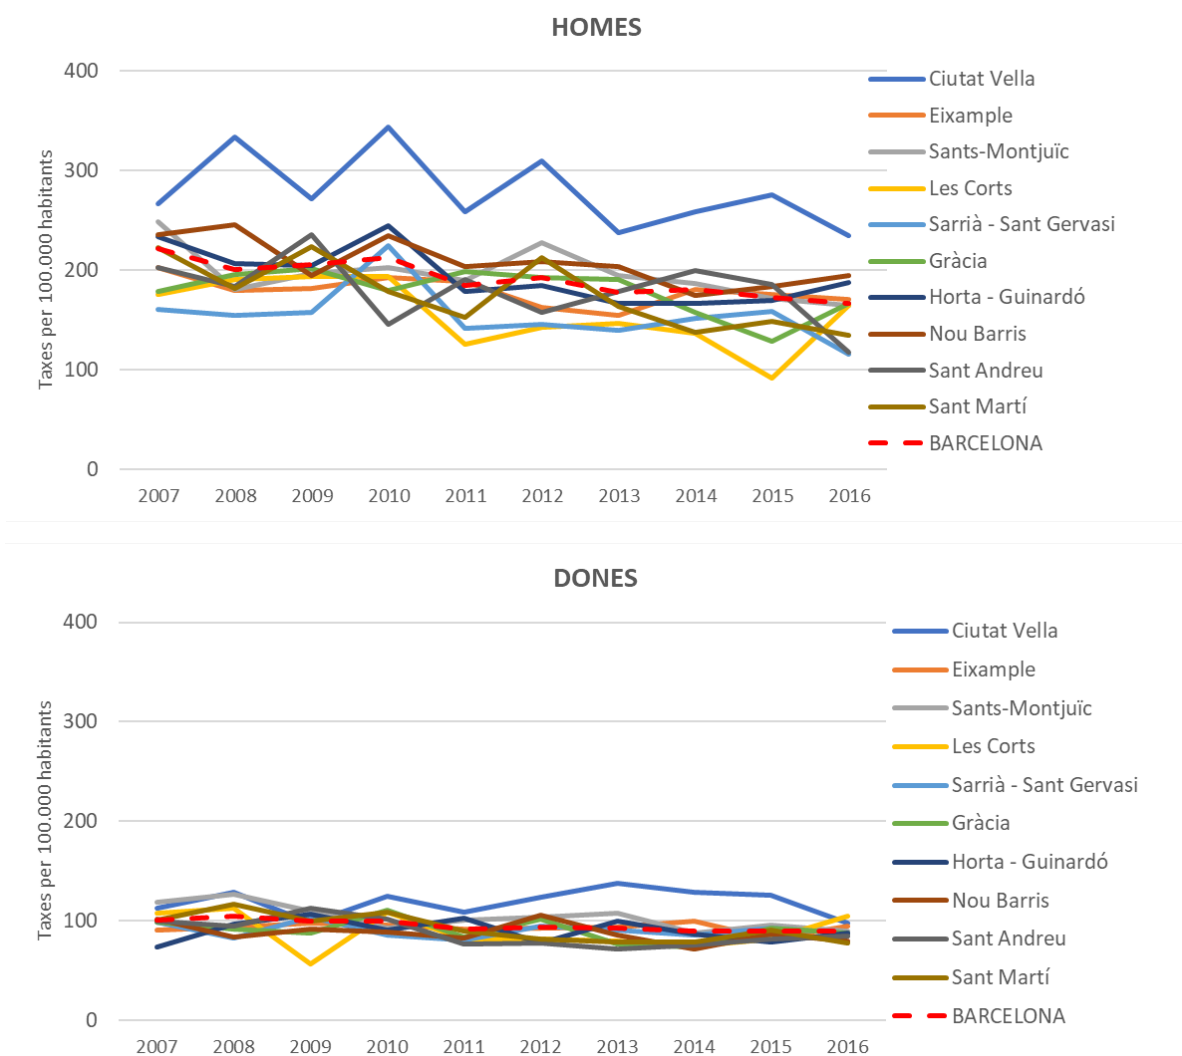 HOMES
400
300
200
100
0
Taxes per 100.000 habitants
2007 2008 2009 2010 2011 2012 2013 2014 2015 2016
Ciutat Vella
Eixample
Sants-Montjuïc
Les Corts
Sarrià - Sant Gervasi
Gràcia
Horta - Guinardó
Nou Barris
Sant Andreu
Sant Martí
BARCELONA
DONES
400
300
200
100
0
Taxes per 100.000 habitants
2007 2008 2009 2010 2011 2012 2013 2014 2015 2016
Ciutat Vella
Eixample
Sants-Montjuïc
Les Corts
Sarrià - Sant Gervasi
Gràcia
Horta - Guinardó
Nou Barris
Sant Andreu
Sant Martí
BARCELONA